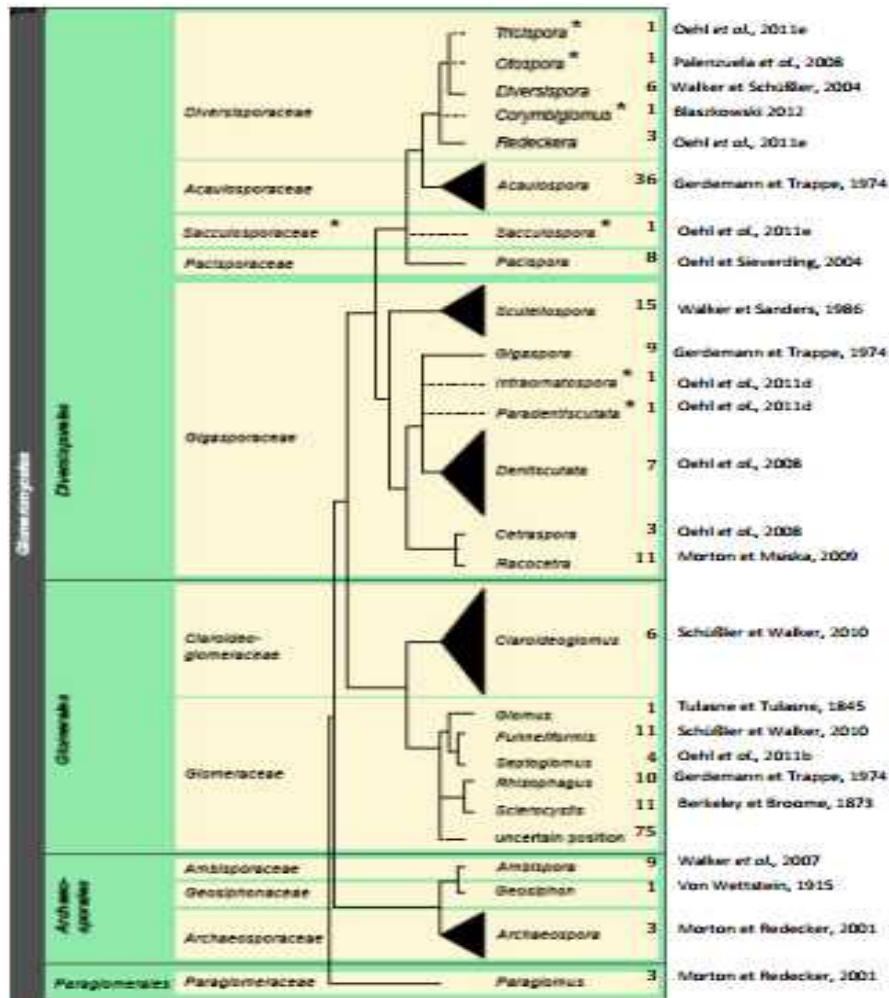 Tricispora * 1 Oehl et al., 2011e
Otospora * 1 Palenzuela et al., 2008
Diversispora 6 Walker et Schüßler, 2004
Diversisporaceae
Corymbiglomus * 1 Blaszkowski 2012
Redeckera 3 Oehl et al., 2011e
Acaulosporaceae Acaulospora 36 Gerdemann et Trappe, 1974
Sacculosporaceae * Sacculospora * 1 Oehl et al., 2011e
Pacisporaceae Pacispora 8 Oehl et Sieverding, 2004
Scutellospora 15 Walker et Sanders, 1986
Gigaspora 9 Gerdemann et Trappe, 1974
Intraornatospora * 1 Oehl et al., 2011d
Paradentiscutata * 1 Oehl et al., 2011d
Diversisporales
Gigasporaceae
Dentiscutata 7 Oehl et al., 2008
Glomeromycetes
Cetraspora 3 Oehl et al., 2008
Racocetra 11 Morton et Msiska, 2009
Claroideo-
glomeraceae
Claroideoglomus 6 Schüßler et Walker, 2010
Glomerales
Glomus 1 Tulasne et Tulasne, 1845
Funneliformis 11 Schüßler et Walker, 2010
Septoglomus 4 Oehl et al., 2011b
Glomeraceae
Rhizophagus 10 Gerdemann et Trappe, 1974
Sclerocystis 11 Berkeley et Broome, 1873
uncertain position 75
Ambisporaceae Ambispora 9 Walker et al., 2007
Geosiphonaceae Geosiphon 1 Von Wettstein, 1915
Archaeo-
sporales
Archaeosporaceae Archaeospora 3 Morton et Redecker, 2001
Paraglomerales Paraglomeraceae Paraglomus 3 Morton et Redecker, 2001